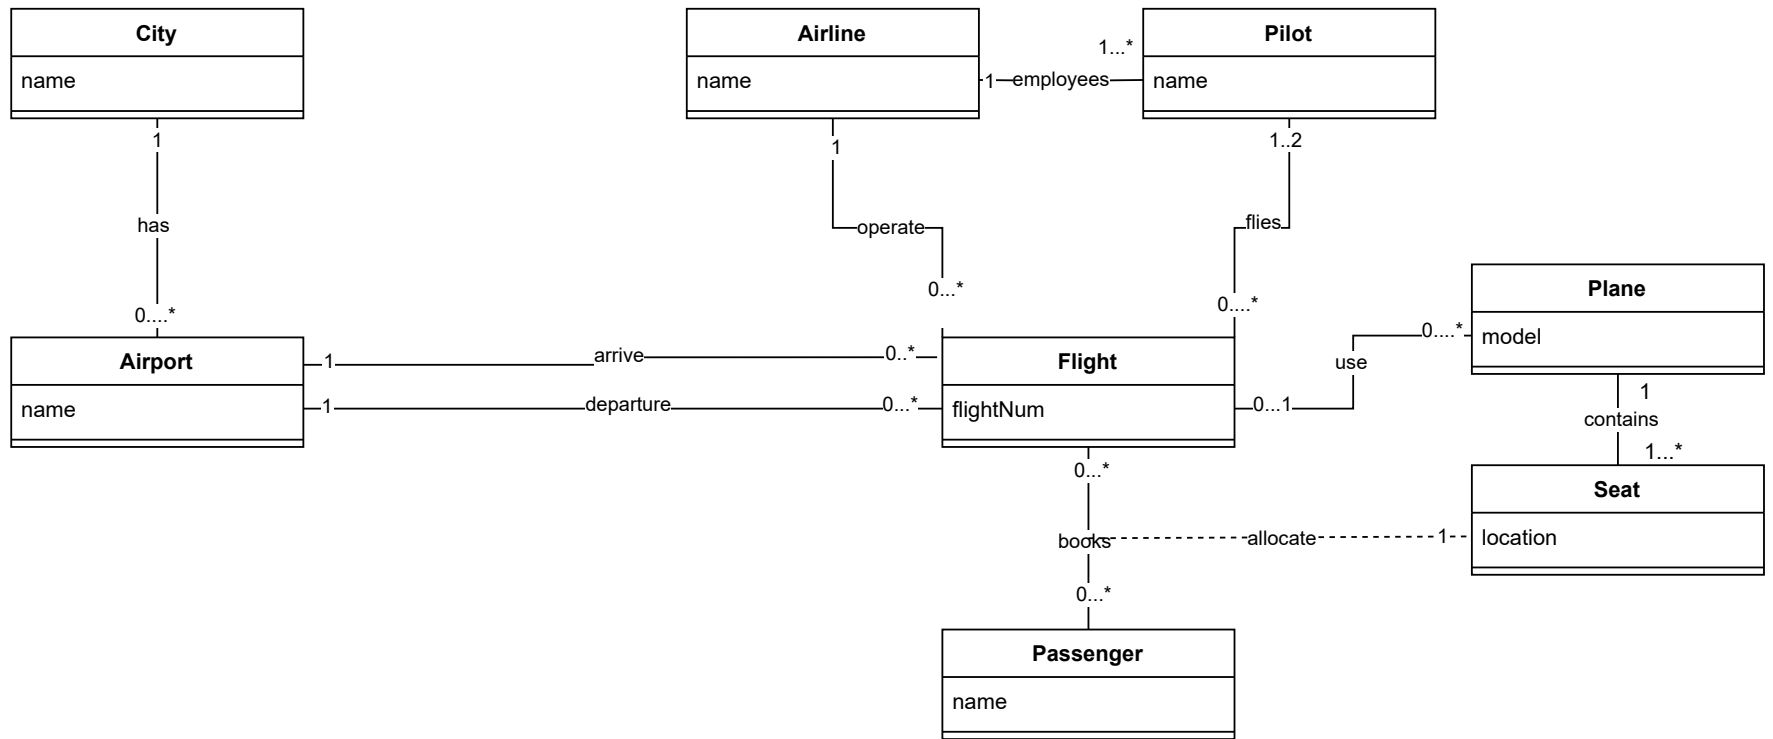 City
name
1
has
0....*
Airport
name
Airline
name
1
employees
1...*
Pilot
name
1
operate
0...*
1..2
flies
0....*
1
arrive
0..*
1
departure
0...*
Flight
flightNum
0...1
use
0....*
Plane
model
1
contains
1...*
Seat
location
0...*
books
allocate
1
0...*
Passenger
name